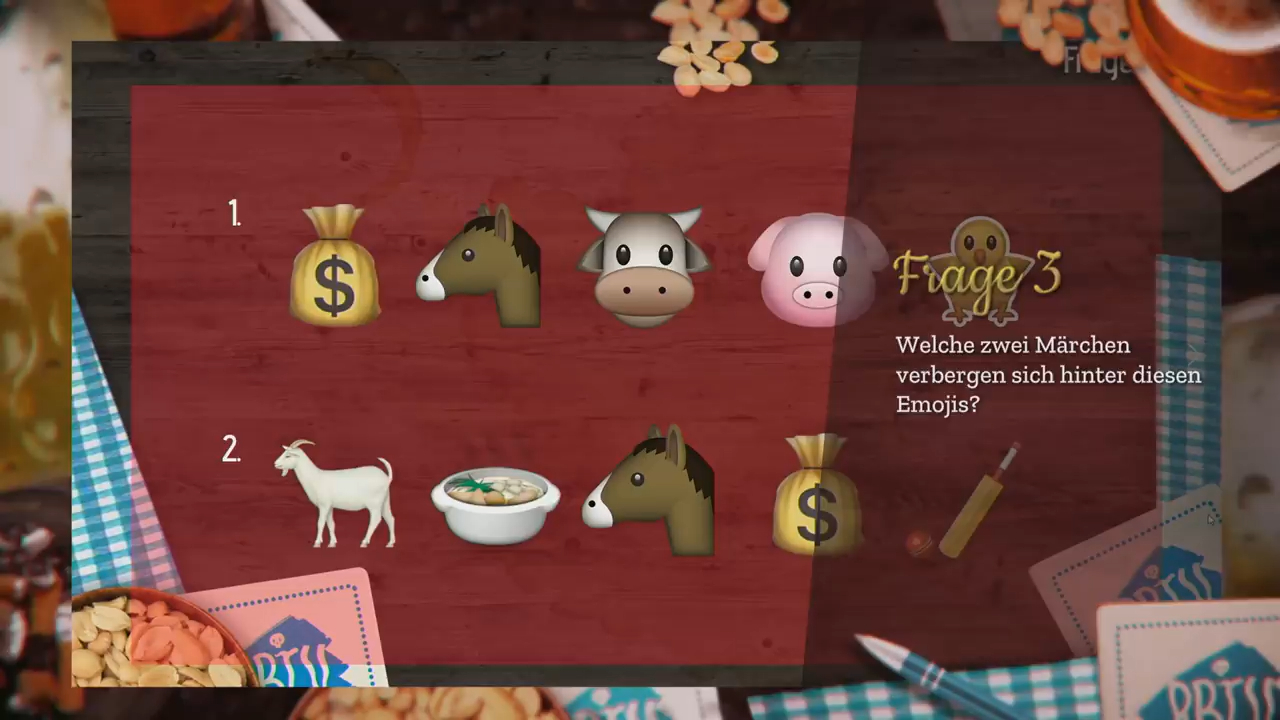 1.
$
Frage 3
Welche zwei Märchen
verbergen sich hinter diesen
Emojis?
2.
$